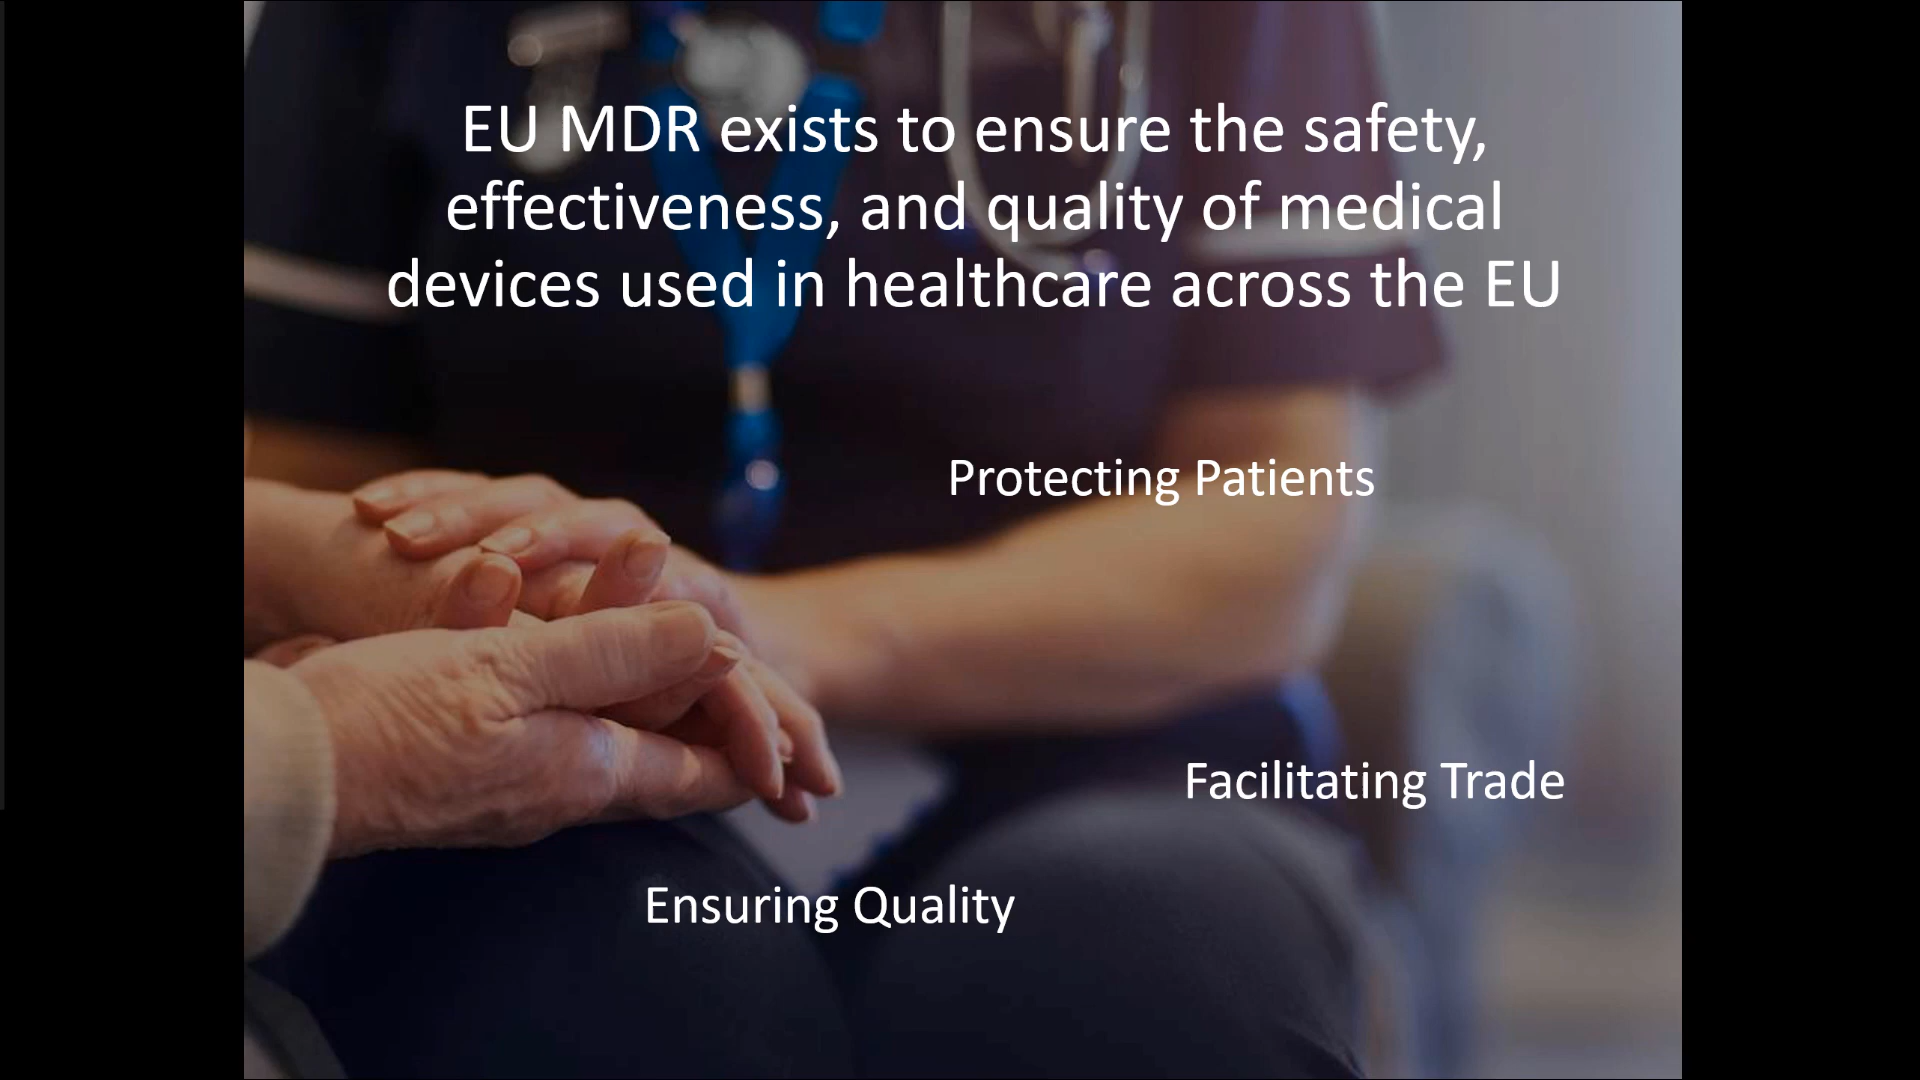 EU MDR exists to ensure the safety,
effectiveness, and quality of medical
devices used in healthcare across the EU
Protecting Patients
Facilitating Trade
Ensuring Quality